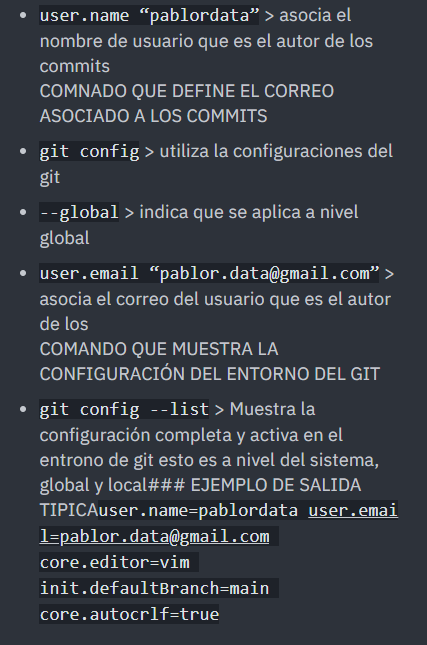 user.name “pablordata” > asocia el
nombre de usuario que es el autor de los
commits
COMNADO QUE DEFINE EL CORREO
ASOCIADO A LOS COMMITS
git config > utiliza la configuraciones del
git
--global > indica que se aplica a nivel
global
user.email “pablor.data@gmail.com” >
asocia el correo del usuario que es el autor
de los
COMANDO QUE MUESTRA LA
CONFIGURACIÓN DEL ENTORNO DEL GIT
git config --list > Muestra la
configuración completa y activa en el
entrono de git esto es a nivel del sistema,
global y local### EJEMPLO DE SALIDA
TIPICAuser.name=pablordata user.emai
l=pablor.data@gmail.com
core.editor=vim
init.defaultBranch=main
core.autocrlf=true